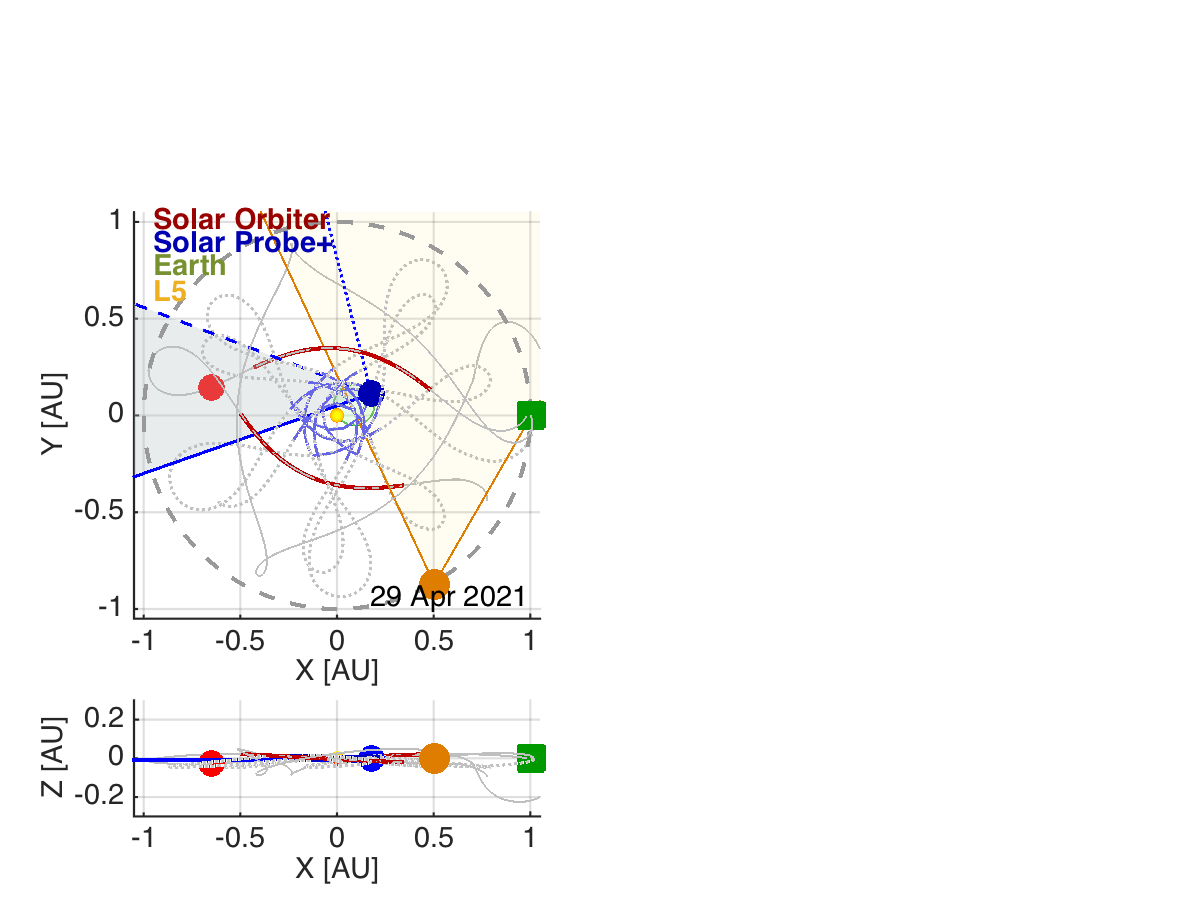 Solar Orbiter
Solar Probe+
Earth
L5
1
0.5
0
-0.5
-1
Y [AU]
29 Apr 2021
-1 -0.5 0 0.5 1
X [AU]
0.2
0
-0.2
Z [AU]
-1 -0.5 0 0.5 1
X [AU]